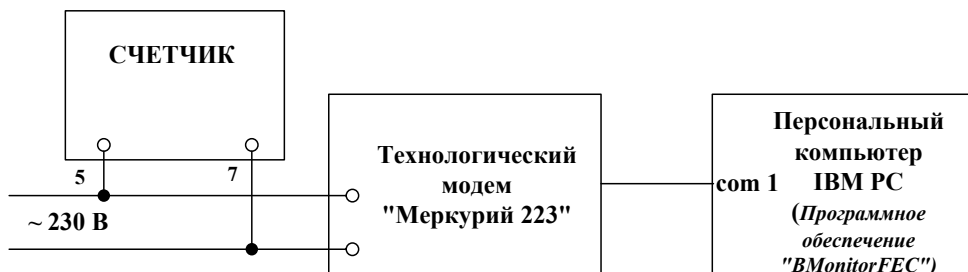 СЧЕТЧИК
5
7
~ 230 В
Технологический
модем
"Меркурий 223"
com 1
Персональный
компьютер
IBM PC
(Программное
обеспечение
"BMonitorFEC")